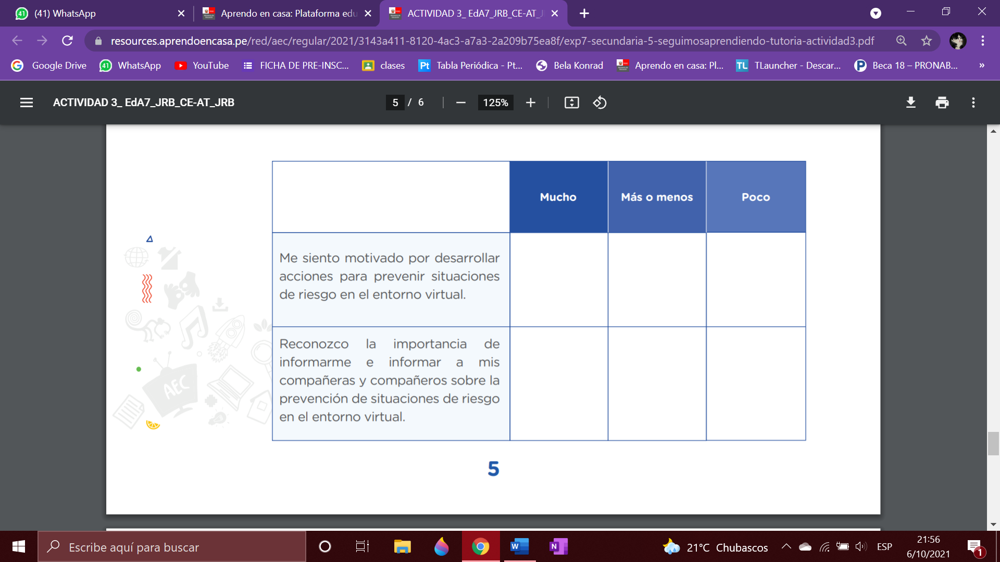 (41) WhatsApp
Aprendo en casa: Plataforma edu
ACTIVIDAD 3_ EdA7_JRB_CE-AT_J
resources.aprendoencasa.pe/red/aec/regular/2021/3143a411-8120-4ac3-a7a3-2a209b75ea8f/exp7-secundaria-5-seguimosaprendiendo-tutoria-actividad3.pdf
Google Drive
41
WhatsApp
YouTube
FICHA DE PRE-INSC...
clases
Pt
Tabla Periódica - Pt...
Bela Konrad
Aprendo en casa: Pl...
TL
TLauncher - Descar...
P
Beca 18 – PRONAB...
»
ACTIVIDAD 3_ EdA7_JRB_CE-AT_JRB
5 / 6
125%
Mucho
Más o menos
Poco
Me siento motivado por desarrollar
acciones para prevenir situaciones
de riesgo en el entorno virtual.
Reconozco la importancia de
informarme e informar a mis
compañeras y compañeros sobre la
prevención de situaciones de riesgo
en el entorno virtual.
AEC
5
Escribe aquí para buscar
W
N
21°C Chubascos
ESP
21:56
6/10/2021
1